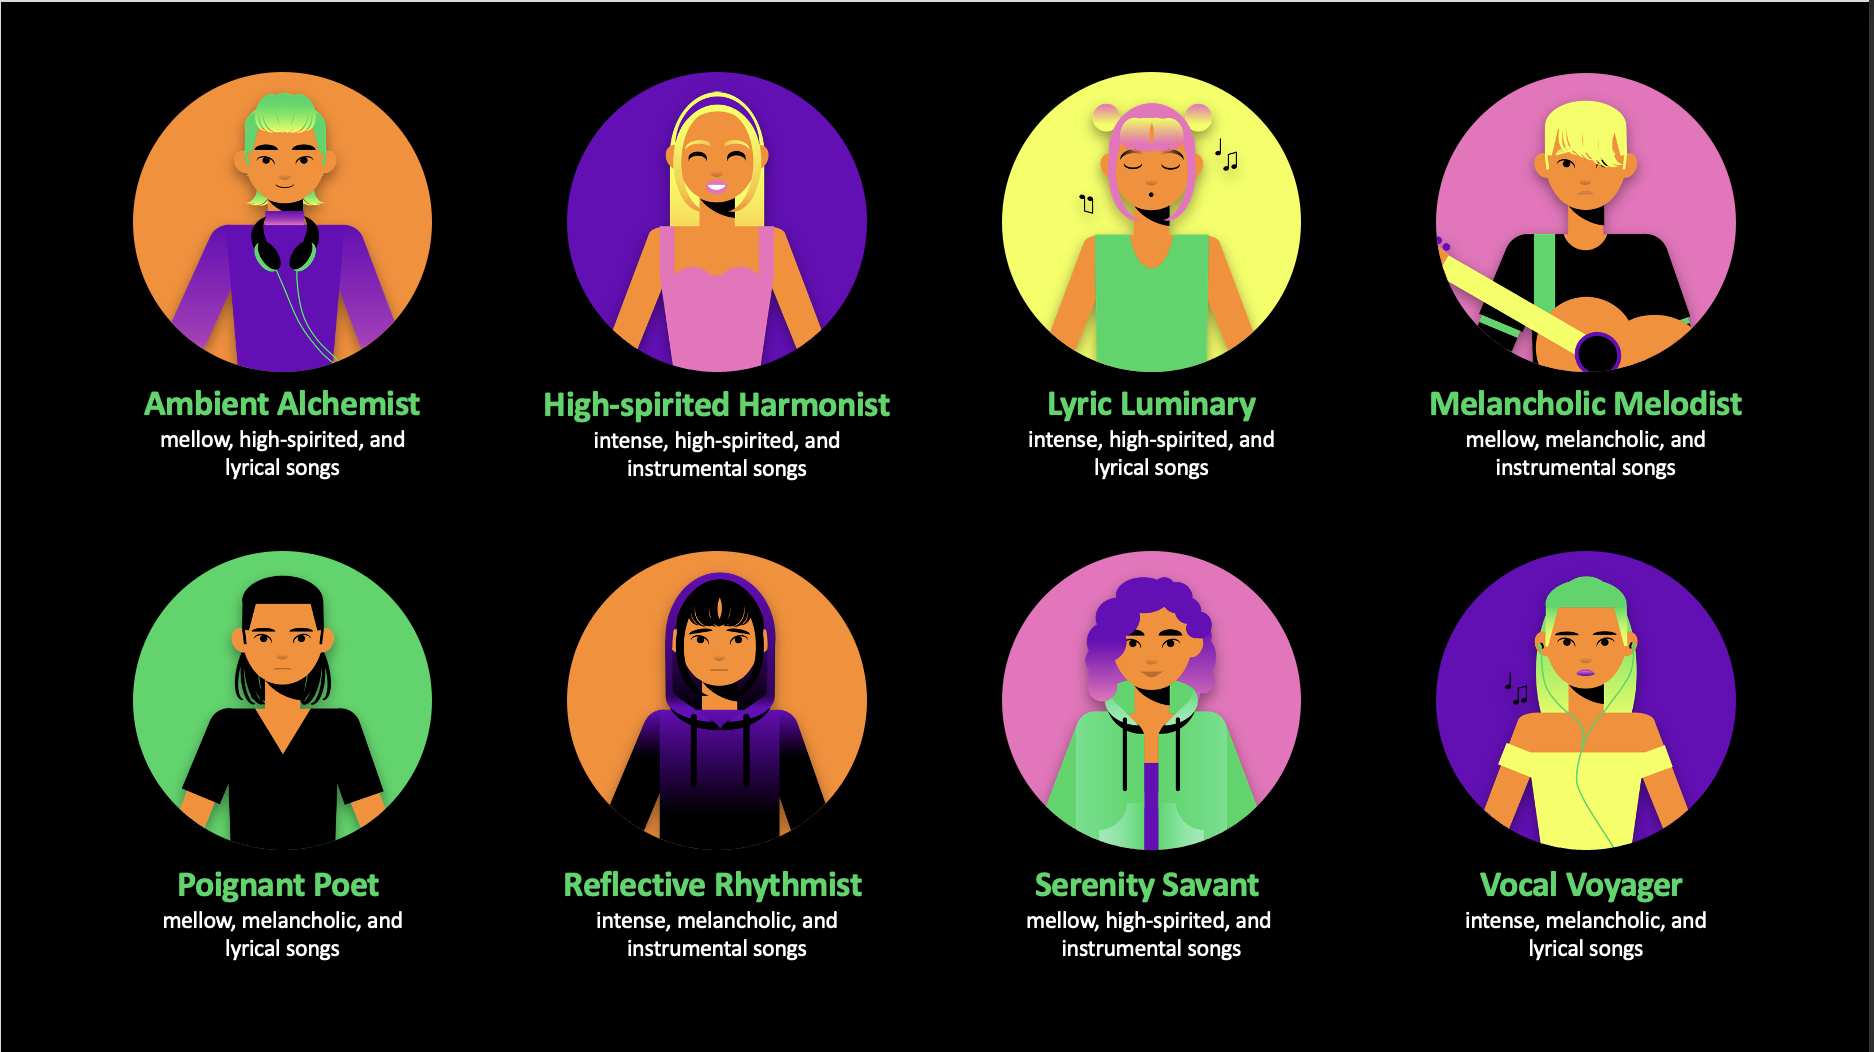 Ambient Alchemist
mellow, high-spirited, and
lyrical songs
High-spirited Harmonist
intense, high-spirited, and
instrumental songs
Lyric Luminary
intense, high-spirited, and
lyrical songs
Melancholic Melodist
mellow, melancholic, and
instrumental songs
Poignant Poet
mellow, melancholic, and
lyrical songs
Reflective Rhythmist
intense, melancholic, and
instrumental songs
Serenity Savant
mellow, high-spirited, and
instrumental songs
Vocal Voyager
intense, melancholic, and
lyrical songs